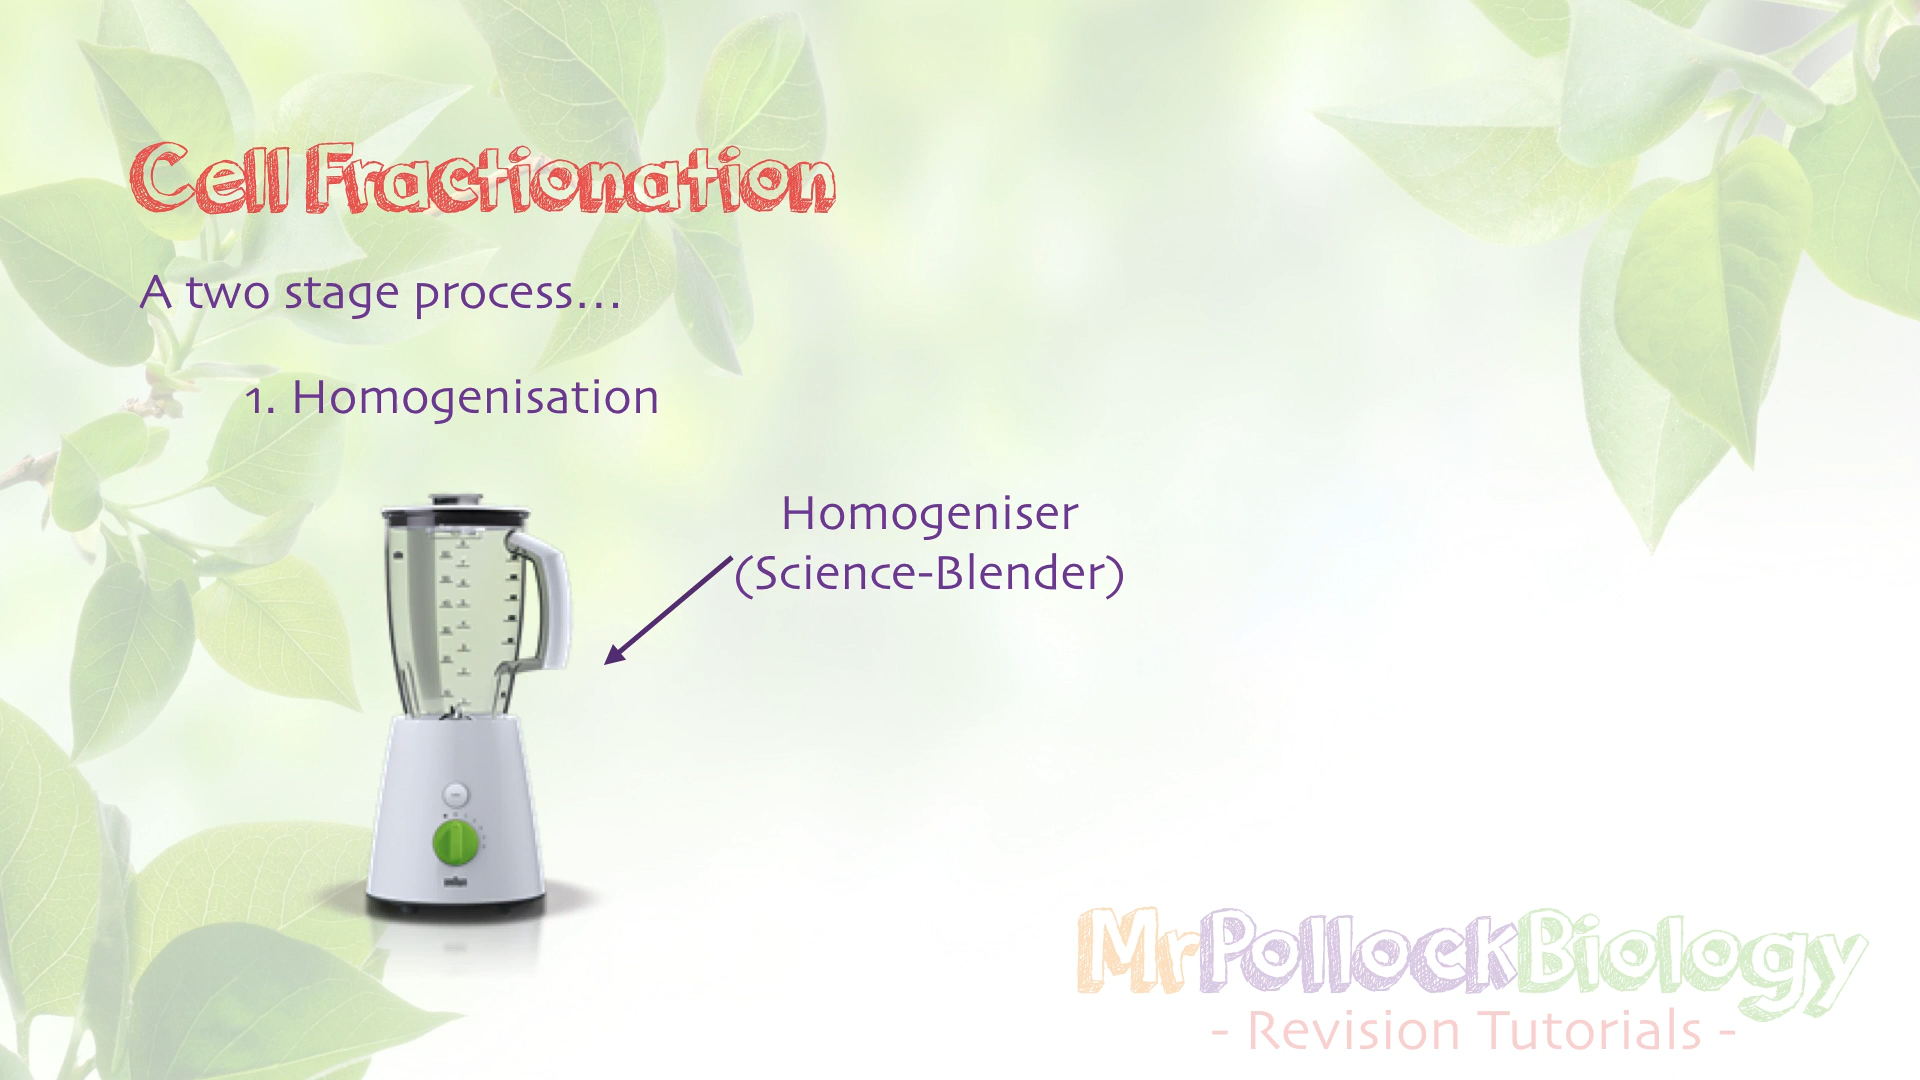 Cell Fractionation
A two stage process...
1. Homogenisation
Homogeniser
(Science-Blender)
MrPollockBiology
- Revision Tutorials -